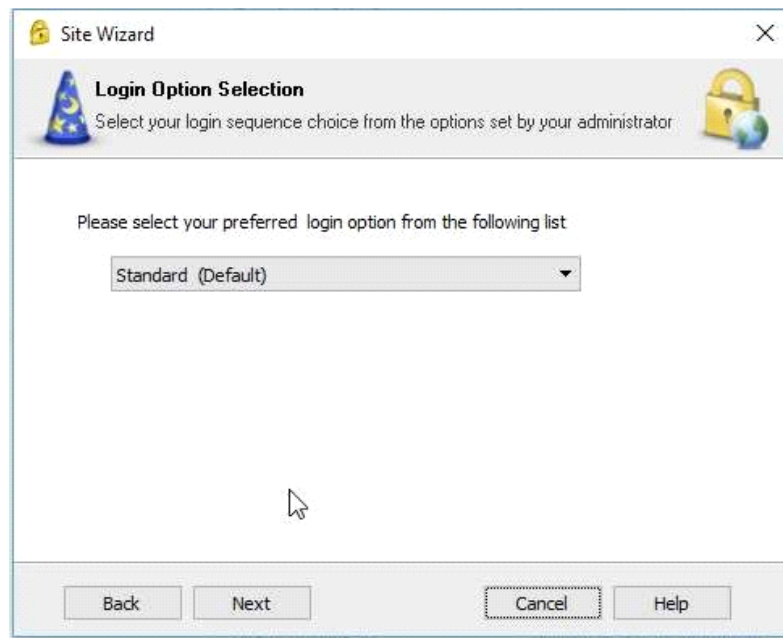 Site Wizard
Login Option Selection
Select your login sequence choice from the options set by your administrator
Please select your preferred login option from the following list
Standard (Default)
Back Next Cancel Help